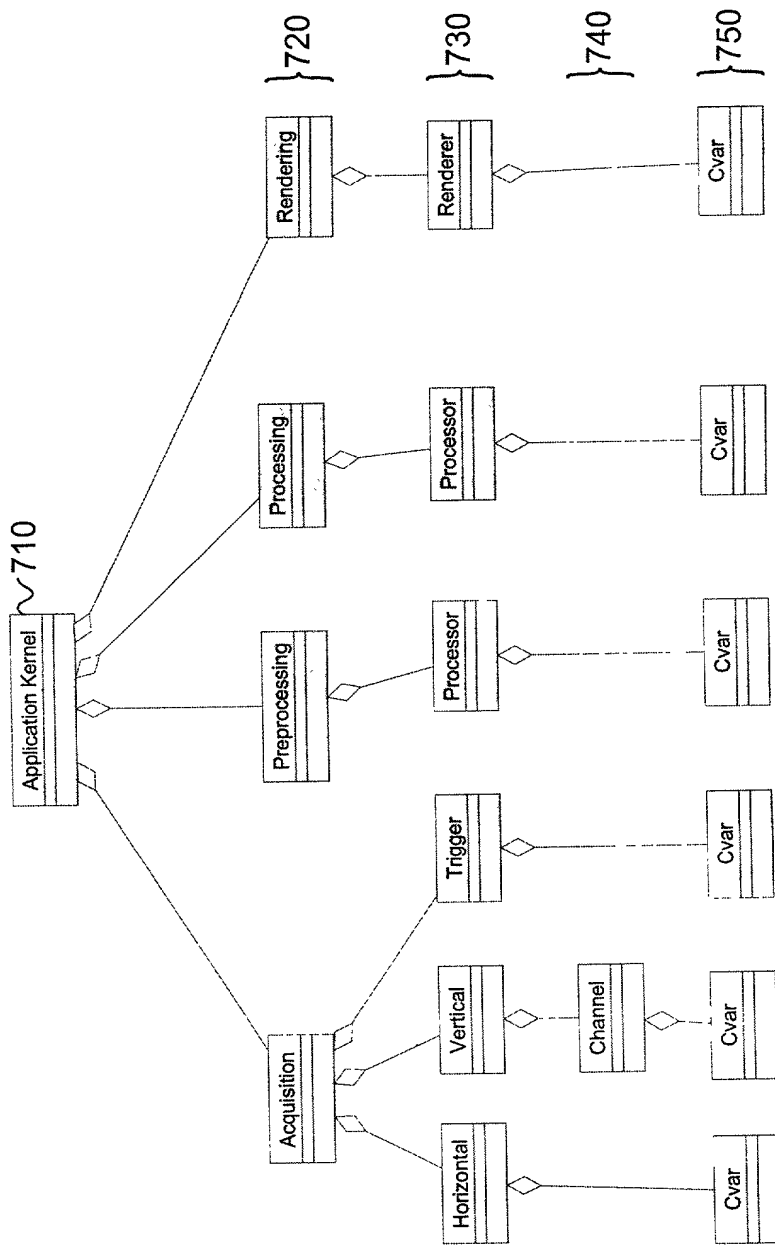 Application Kernel
710
Acquisition
Preprocessing
Processing
Rendering
720
Horizontal
Vertical
Trigger
Processor
Processor
Renderer
730
Channel
740
Cvar
Cvar
Cvar
Cvar
Cvar
Cvar
750